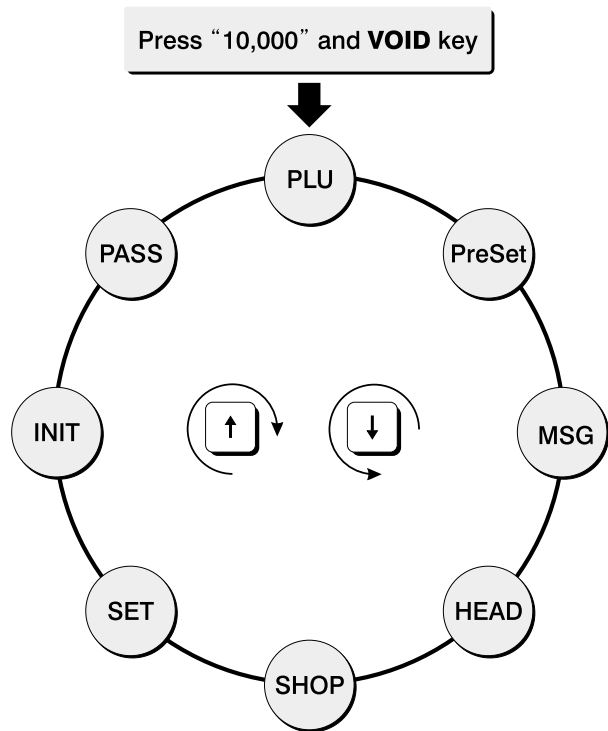 Press “10,000” and VOID key
PLU
PASS
PreSet
INIT
↑
↓
MSG
SET
HEAD
SHOP